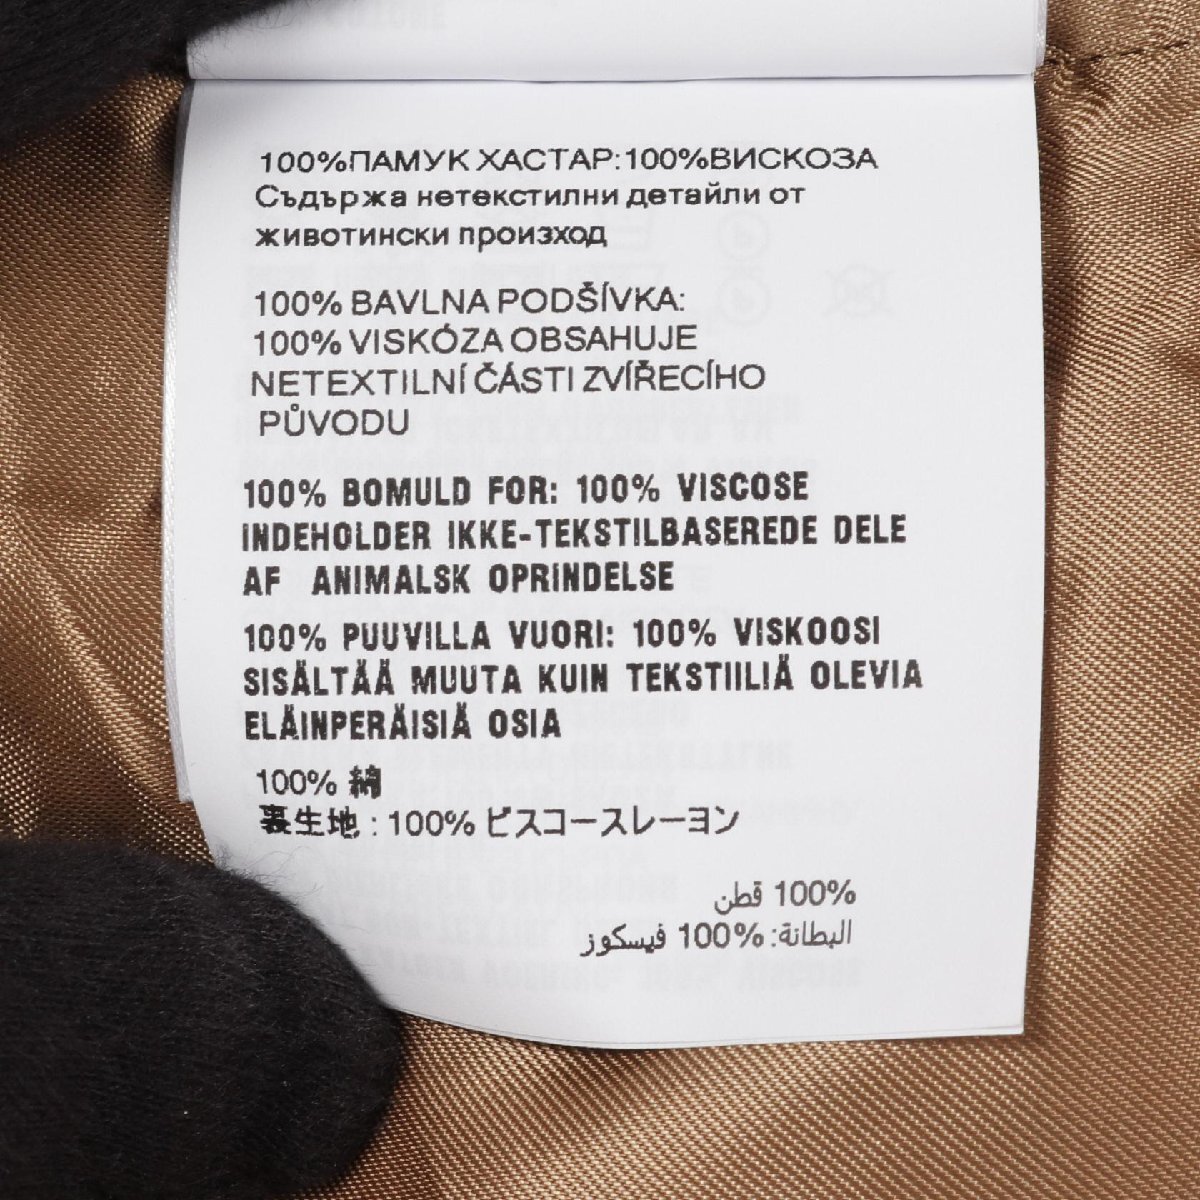 100%ПАМУК ХАСТАР:100%ВИСКОЗА
Съдържа нетекстилни детайли от
животински произход
100% BAVLNA PODŠÍVKA:
100% VISKÓZA OBSAHUJE
NETEXTILNÍ ČÁSTI ZVÍŘECÍHO
PŮVODU
100% BOMULD FOR: 100% VISCOSE
INDEHOLDER IKKE-TEKSTILBASEREDE DELE
AF ANIMALSK OPRINDELSE
100% PUUVILLA VUORI: 100% VISKOOSI
SISÄLTÄÄ MUUTA KUIN TEKSTIILIÄ OLEVIA
ELÄINPERÄISIÄ OSIA
100% 綿
裏生地 : 100% ビスコースレーヨン
100% قطن
البطانة: 100% فيسكوز